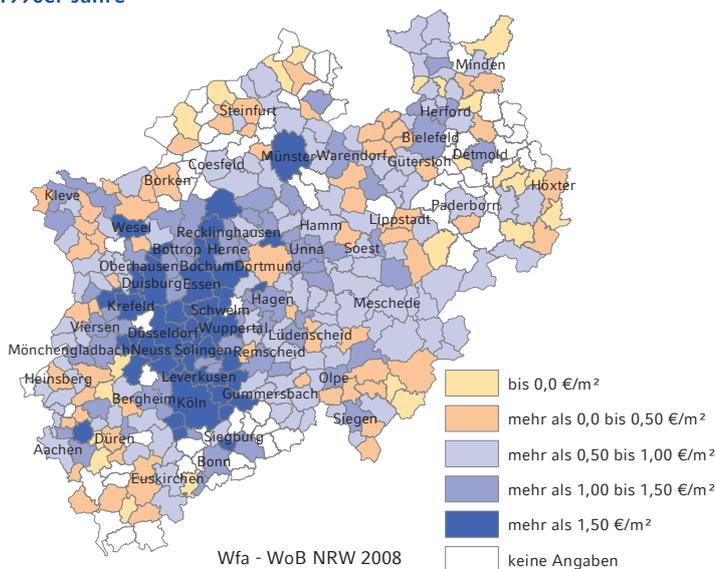 1990er Jahre
Minden
Steinfurt
Herford
Bielefeld
Münster Warendorf Gütersloh Detmold
Coesfeld
Borken
Höxter
Kleve
Paderborn
Lippstadt
Wesel
Recklinghausen Hamm
Bottrop Herne Unna Soest
Oberhausen Bochum Dortmund
Duisburg Essen
Hagen
Krefeld Schwelm Meschede
Viersen Düsseldorf Wuppertal Lüdenscheid
Mönchengladbach Neuss Solingen Remscheid
Heinsberg Leverkusen Olpe
Bergheim Köln Gummersbach
Siegen
Düren Siegburg
Aachen
Bonn
Euskirchen
bis 0,0 €/m²
mehr als 0,0 bis 0,50 €/m²
mehr als 0,50 bis 1,00 €/m²
mehr als 1,00 bis 1,50 €/m²
mehr als 1,50 €/m²
keine Angaben
Wfa - WoB NRW 2008